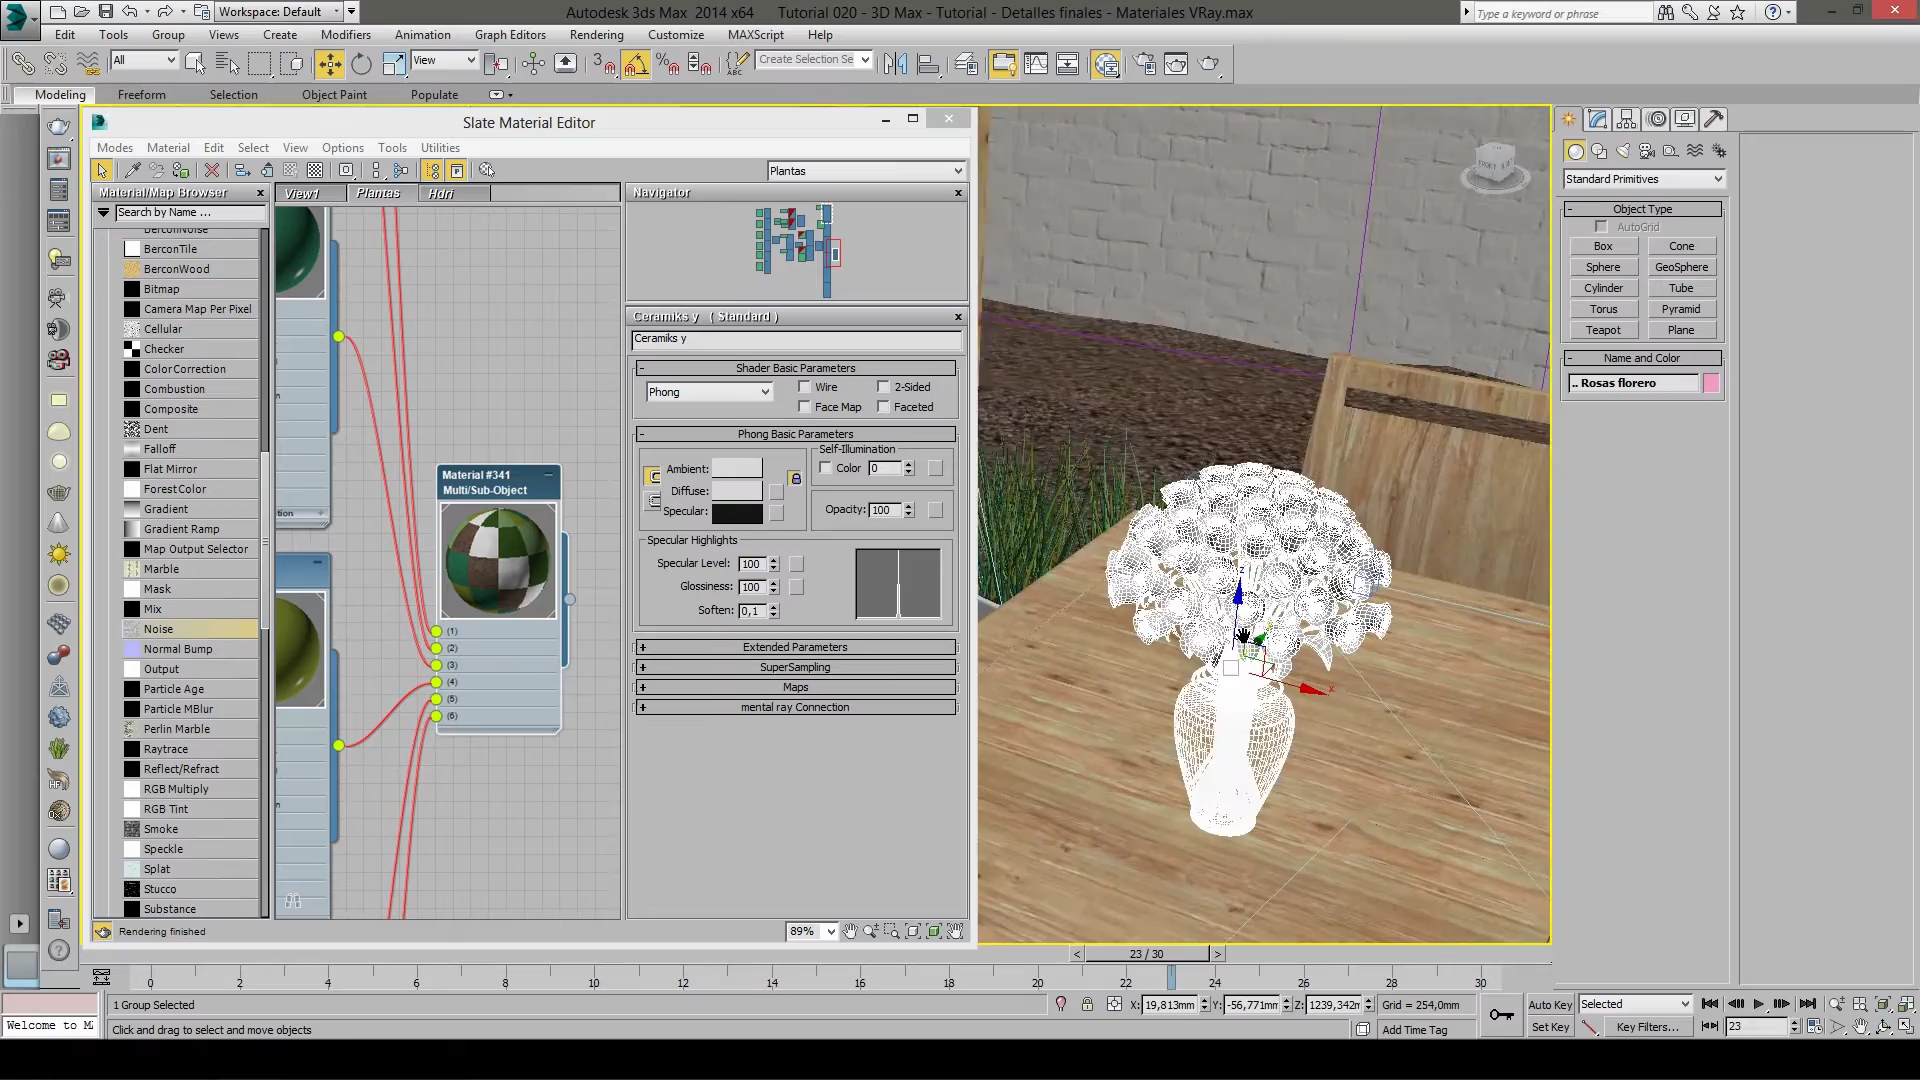 Workspace: Default
Autodesk 3ds Max 2014 x64 Tutorial 020 - 3D Max - Tutorial - Detalles finales - Materiales VRay.max
Type a keyword or phrase
Edit Tools Group Views Create Modifiers Animation Graph Editors Rendering Customize MAXScript Help
All View Create Selection Se
Modeling Freeform Selection Object Paint Populate
Slate Material Editor
Modes Material Edit Select View Options Tools Utilities
Plantas
Material/Map Browser
Search by Name ...
BerconNoise
BerconTile
BerconWood
Bitmap
Camera Map Per Pixel
Cellular
Checker
ColorCorrection
Combustion
Composite
Dent
Falloff
Flat Mirror
ForestColor
Gradient
Gradient Ramp
Map Output Selector
Marble
Mask
Mix
Noise
Normal Bump
Output
Particle Age
Particle MBlur
Perlin Marble
Raytrace
Reflect/Refract
RGB Multiply
RGB Tint
Smoke
Speckle
Splat
Stucco
Substance
Rendering finished
View1 Plantas Hdri
Material #341
Multi/Sub-Object
(1)
(2)
(3)
(4)
(5)
(6)
Navigator
Ceramiks y ( Standard )
Ceramiks y
Shader Basic Parameters
Phong
Wire
2-Sided
Face Map
Faceted
Phong Basic Parameters
Ambient:
Diffuse:
Specular:
Self-Illumination
Color 0
Opacity: 100
Specular Highlights
Specular Level: 100
Glossiness: 100
Soften: 0,1
Extended Parameters
SuperSampling
Maps
mental ray Connection
89%
z
x
Standard Primitives
Object Type
AutoGrid
Box Cone
Sphere GeoSphere
Cylinder Tube
Torus Pyramid
Teapot Plane
Name and Color
.. Rosas florero
< 23 / 30 >
0 2 4 6 8 10 12 14 16 18 20 22 24 26 28 30
1 Group Selected
X: 19,813mm Y: -56,771mm Z: 1239,342m Grid = 254,0mm
Auto Key Selected
Welcome to
Click and drag to select and move objects
Add Time Tag
Set Key Key Filters... 23